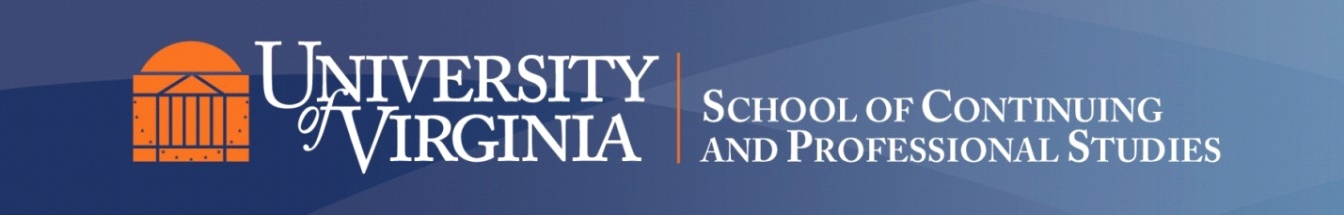 UNIVERSITY
of VIRGINIA
SCHOOL OF CONTINUING
AND PROFESSIONAL STUDIES